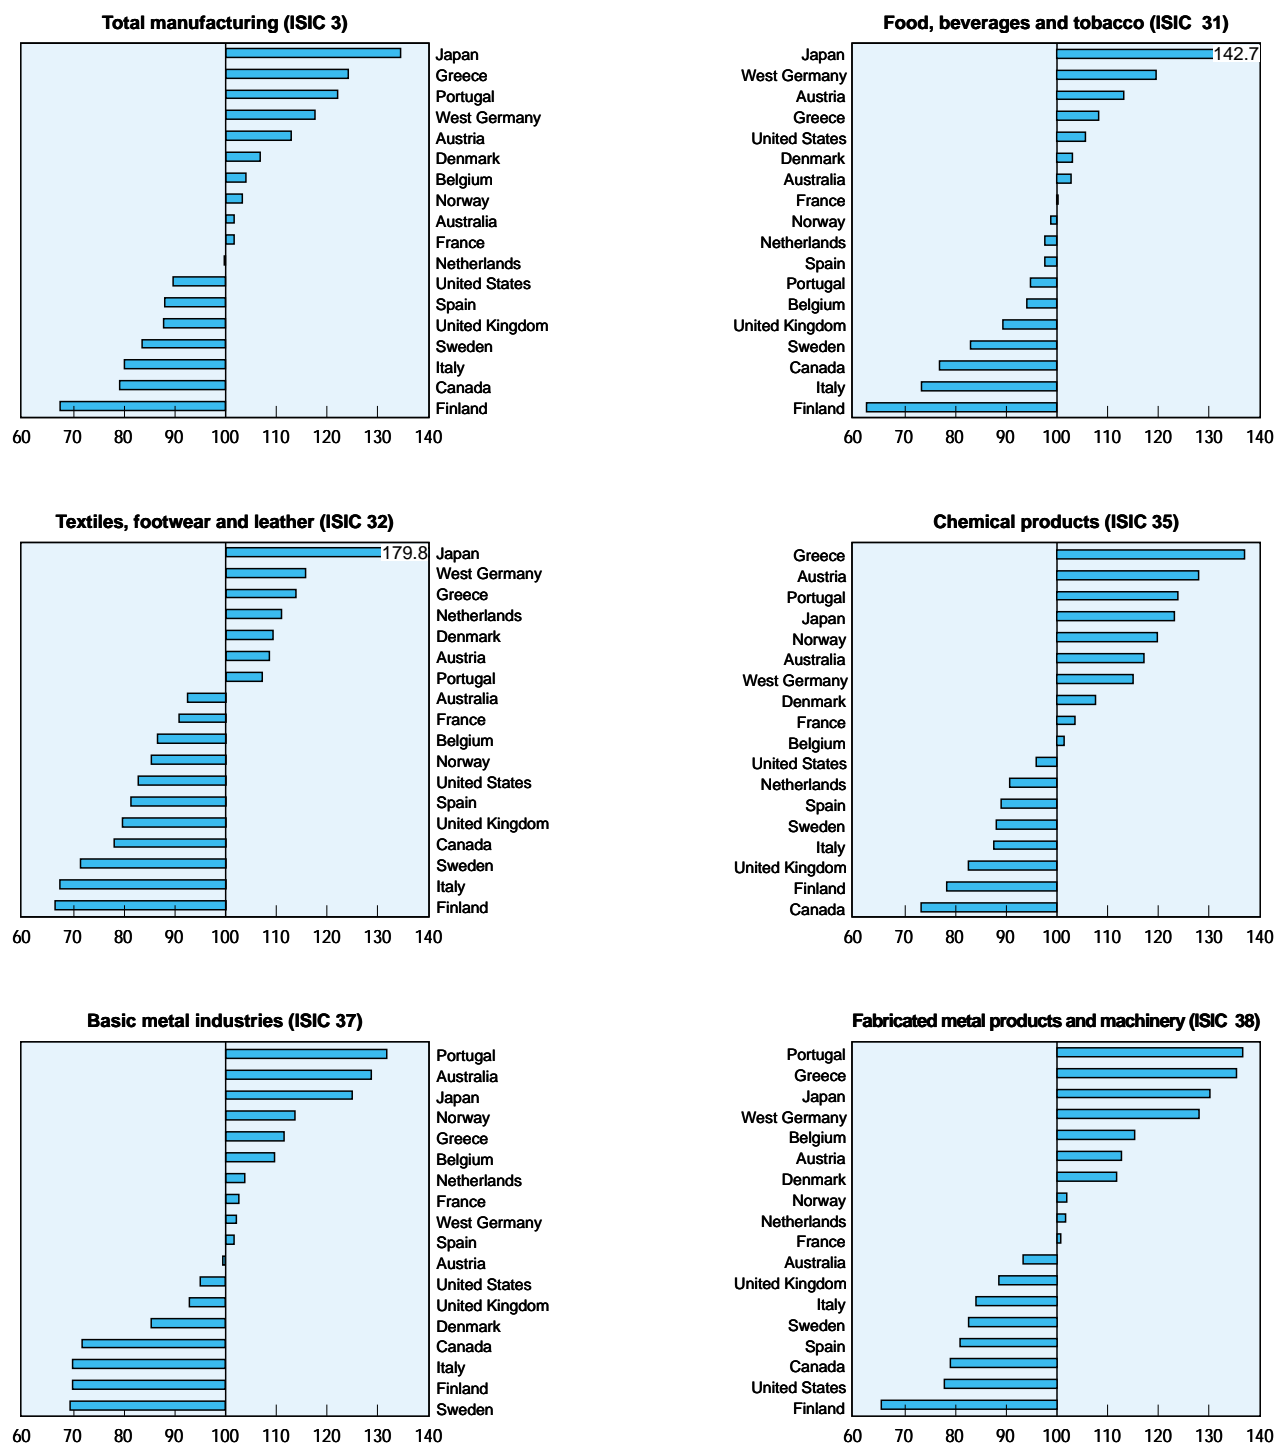 Total manufacturing (ISIC 3)
Japan
Greece
Portugal
West Germany
Austria
Denmark
Belgium
Norway
Australia
France
Netherlands
United States
Spain
United Kingdom
Sweden
Italy
Canada
Finland
60 70 80 90 100 110 120 130 140
Food, beverages and tobacco (ISIC 31)
Japan 142.7
West Germany
Austria
Greece
United States
Denmark
Australia
France
Norway
Netherlands
Spain
Portugal
Belgium
United Kingdom
Sweden
Canada
Italy
Finland
60 70 80 90 100 110 120 130 140
Textiles, footwear and leather (ISIC 32)
179.8 Japan
West Germany
Greece
Netherlands
Denmark
Austria
Portugal
Australia
France
Belgium
Norway
United States
Spain
United Kingdom
Canada
Sweden
Italy
Finland
60 70 80 90 100 110 120 130 140
Chemical products (ISIC 35)
Greece
Austria
Portugal
Japan
Norway
Australia
West Germany
Denmark
France
Belgium
United States
Netherlands
Spain
Sweden
Italy
United Kingdom
Finland
Canada
60 70 80 90 100 110 120 130 140
Basic metal industries (ISIC 37)
Portugal
Australia
Japan
Norway
Greece
Belgium
Netherlands
France
West Germany
Spain
Austria
United States
United Kingdom
Denmark
Canada
Italy
Finland
Sweden
60 70 80 90 100 110 120 130 140
Fabricated metal products and machinery (ISIC 38)
Portugal
Greece
Japan
West Germany
Belgium
Austria
Denmark
Norway
Netherlands
France
Australia
United Kingdom
Italy
Sweden
Spain
Canada
United States
Finland
60 70 80 90 100 110 120 130 140